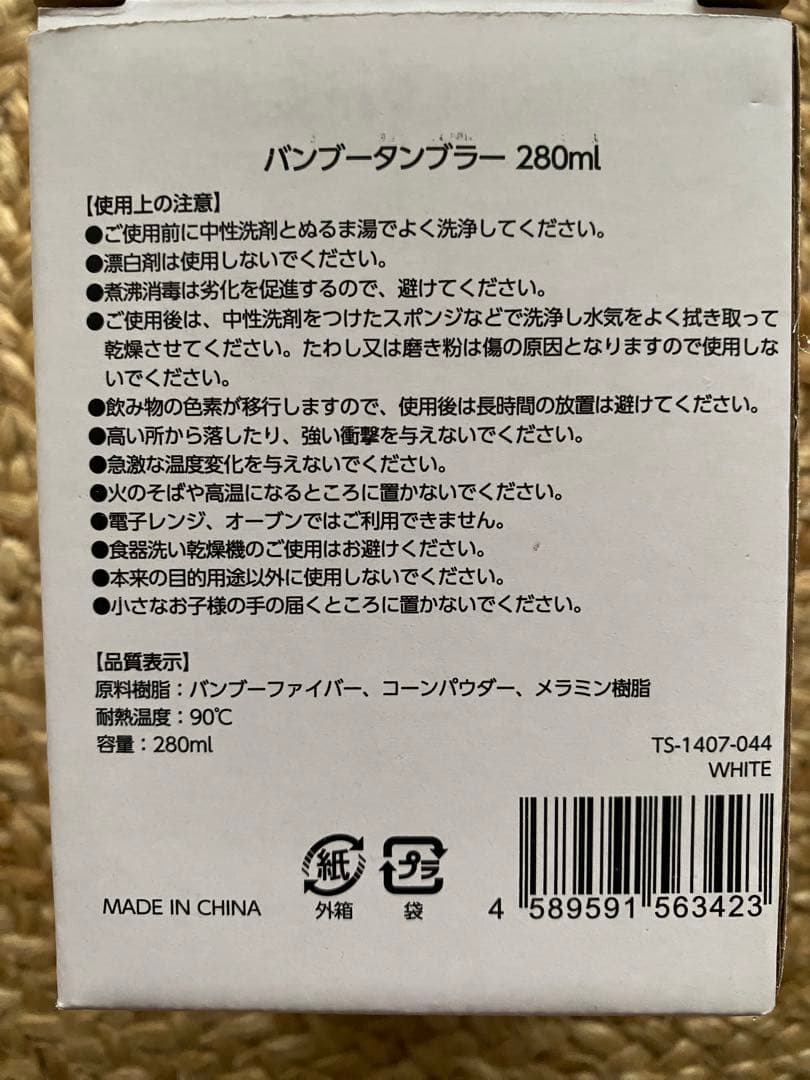 バンブータンブラー 280ml
【使用上の注意】
●ご使用前に中性洗剤とぬるま湯でよく洗浄してください。
●漂白剤は使用しないでください。
●煮沸消毒は劣化を促進するので、避けてください。
●ご使用後は、中性洗剤をつけたスポンジなどで洗浄し水気をよく拭き取って
乾燥させてください。たわし又は磨き粉は傷の原因となりますので使用しな
いでください。
●飲み物の色素が移行しますので、使用後は長時間の放置は避けてください。
●高い所から落したり、強い衝撃を与えないでください。
●急激な温度変化を与えないでください。
●火のそばや高温になるところに置かないでください。
●電子レンジ、オーブンではご利用できません。
●食器洗い乾燥機のご使用はお避けください。
●本来の目的用途以外に使用しないでください。
●小さなお子様の手の届くところに置かないでください。
【品質表示】
原料樹脂：バンブーファイバー、コーンパウダー、メラミン樹脂
耐熱温度：90℃
容量：280ml
TS-1407-044
WHITE
MADE IN CHINA
紙
外箱
プラ
袋
4 589591 563423